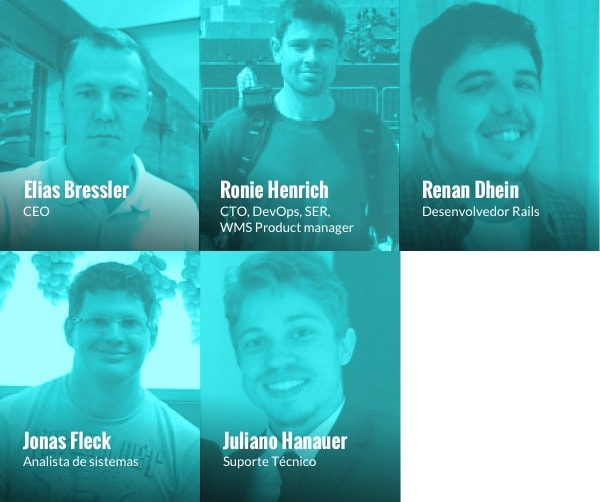 Elias Bressler
CEO
Ronie Henrich
CTO, DevOps, SER,
WMS Product manager
Renan Dhein
Desenvolvedor Rails
Jonas Fleck
Analista de sistemas
Juliano Hanauer
Suporte Técnico